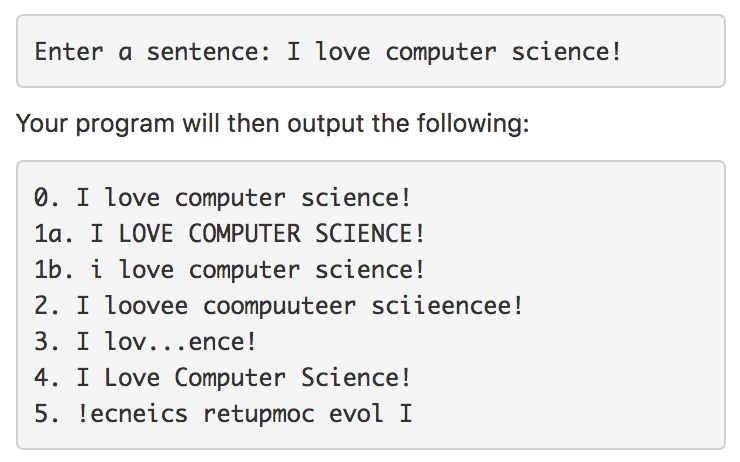 Enter a sentence: I love computer science!
Your program will then output the following:
0. I love computer science!
1a. I LOVE COMPUTER SCIENCE!
1b. i love computer science!
2. I loovee coompuuteer sciieencee!
3. I lov...ence!
4. I Love Computer Science!
5. !ecneics retupmoc evol I